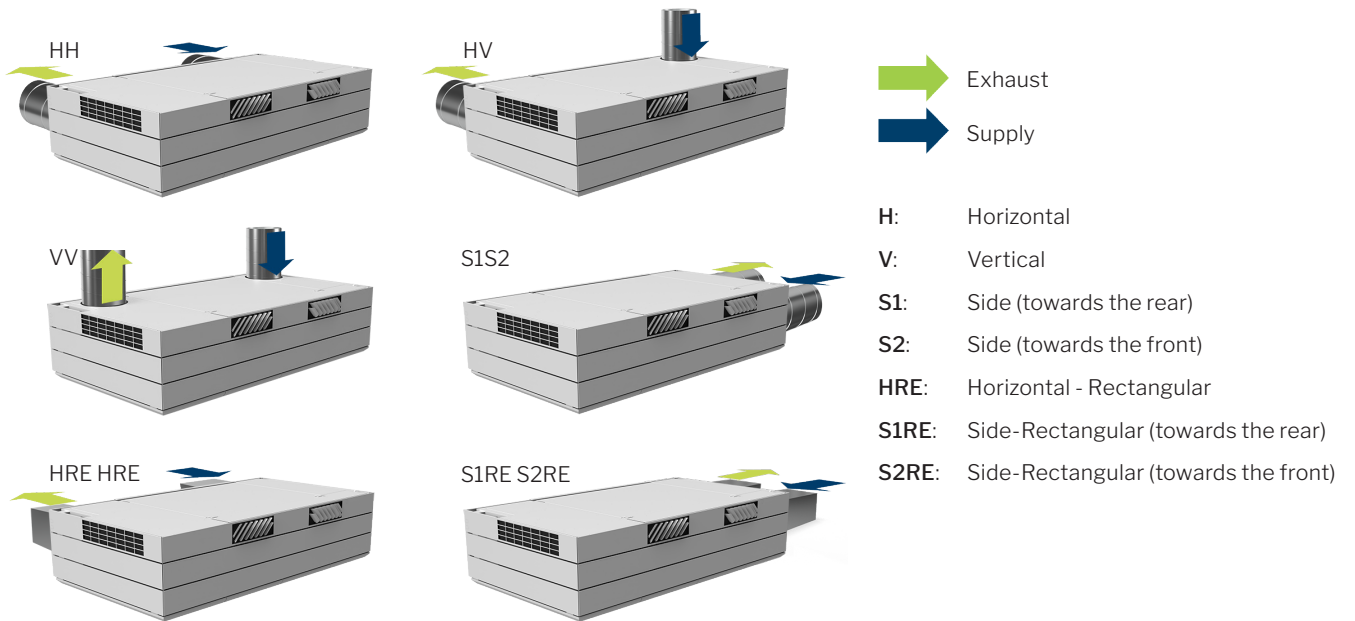 HH
HV
VV
S1S2
HRE HRE
S1RE S2RE
Exhaust
Supply
H: Horizontal
V: Vertical
S1: Side (towards the rear)
S2: Side (towards the front)
HRE: Horizontal - Rectangular
S1RE: Side-Rectangular (towards the rear)
S2RE: Side-Rectangular (towards the front)